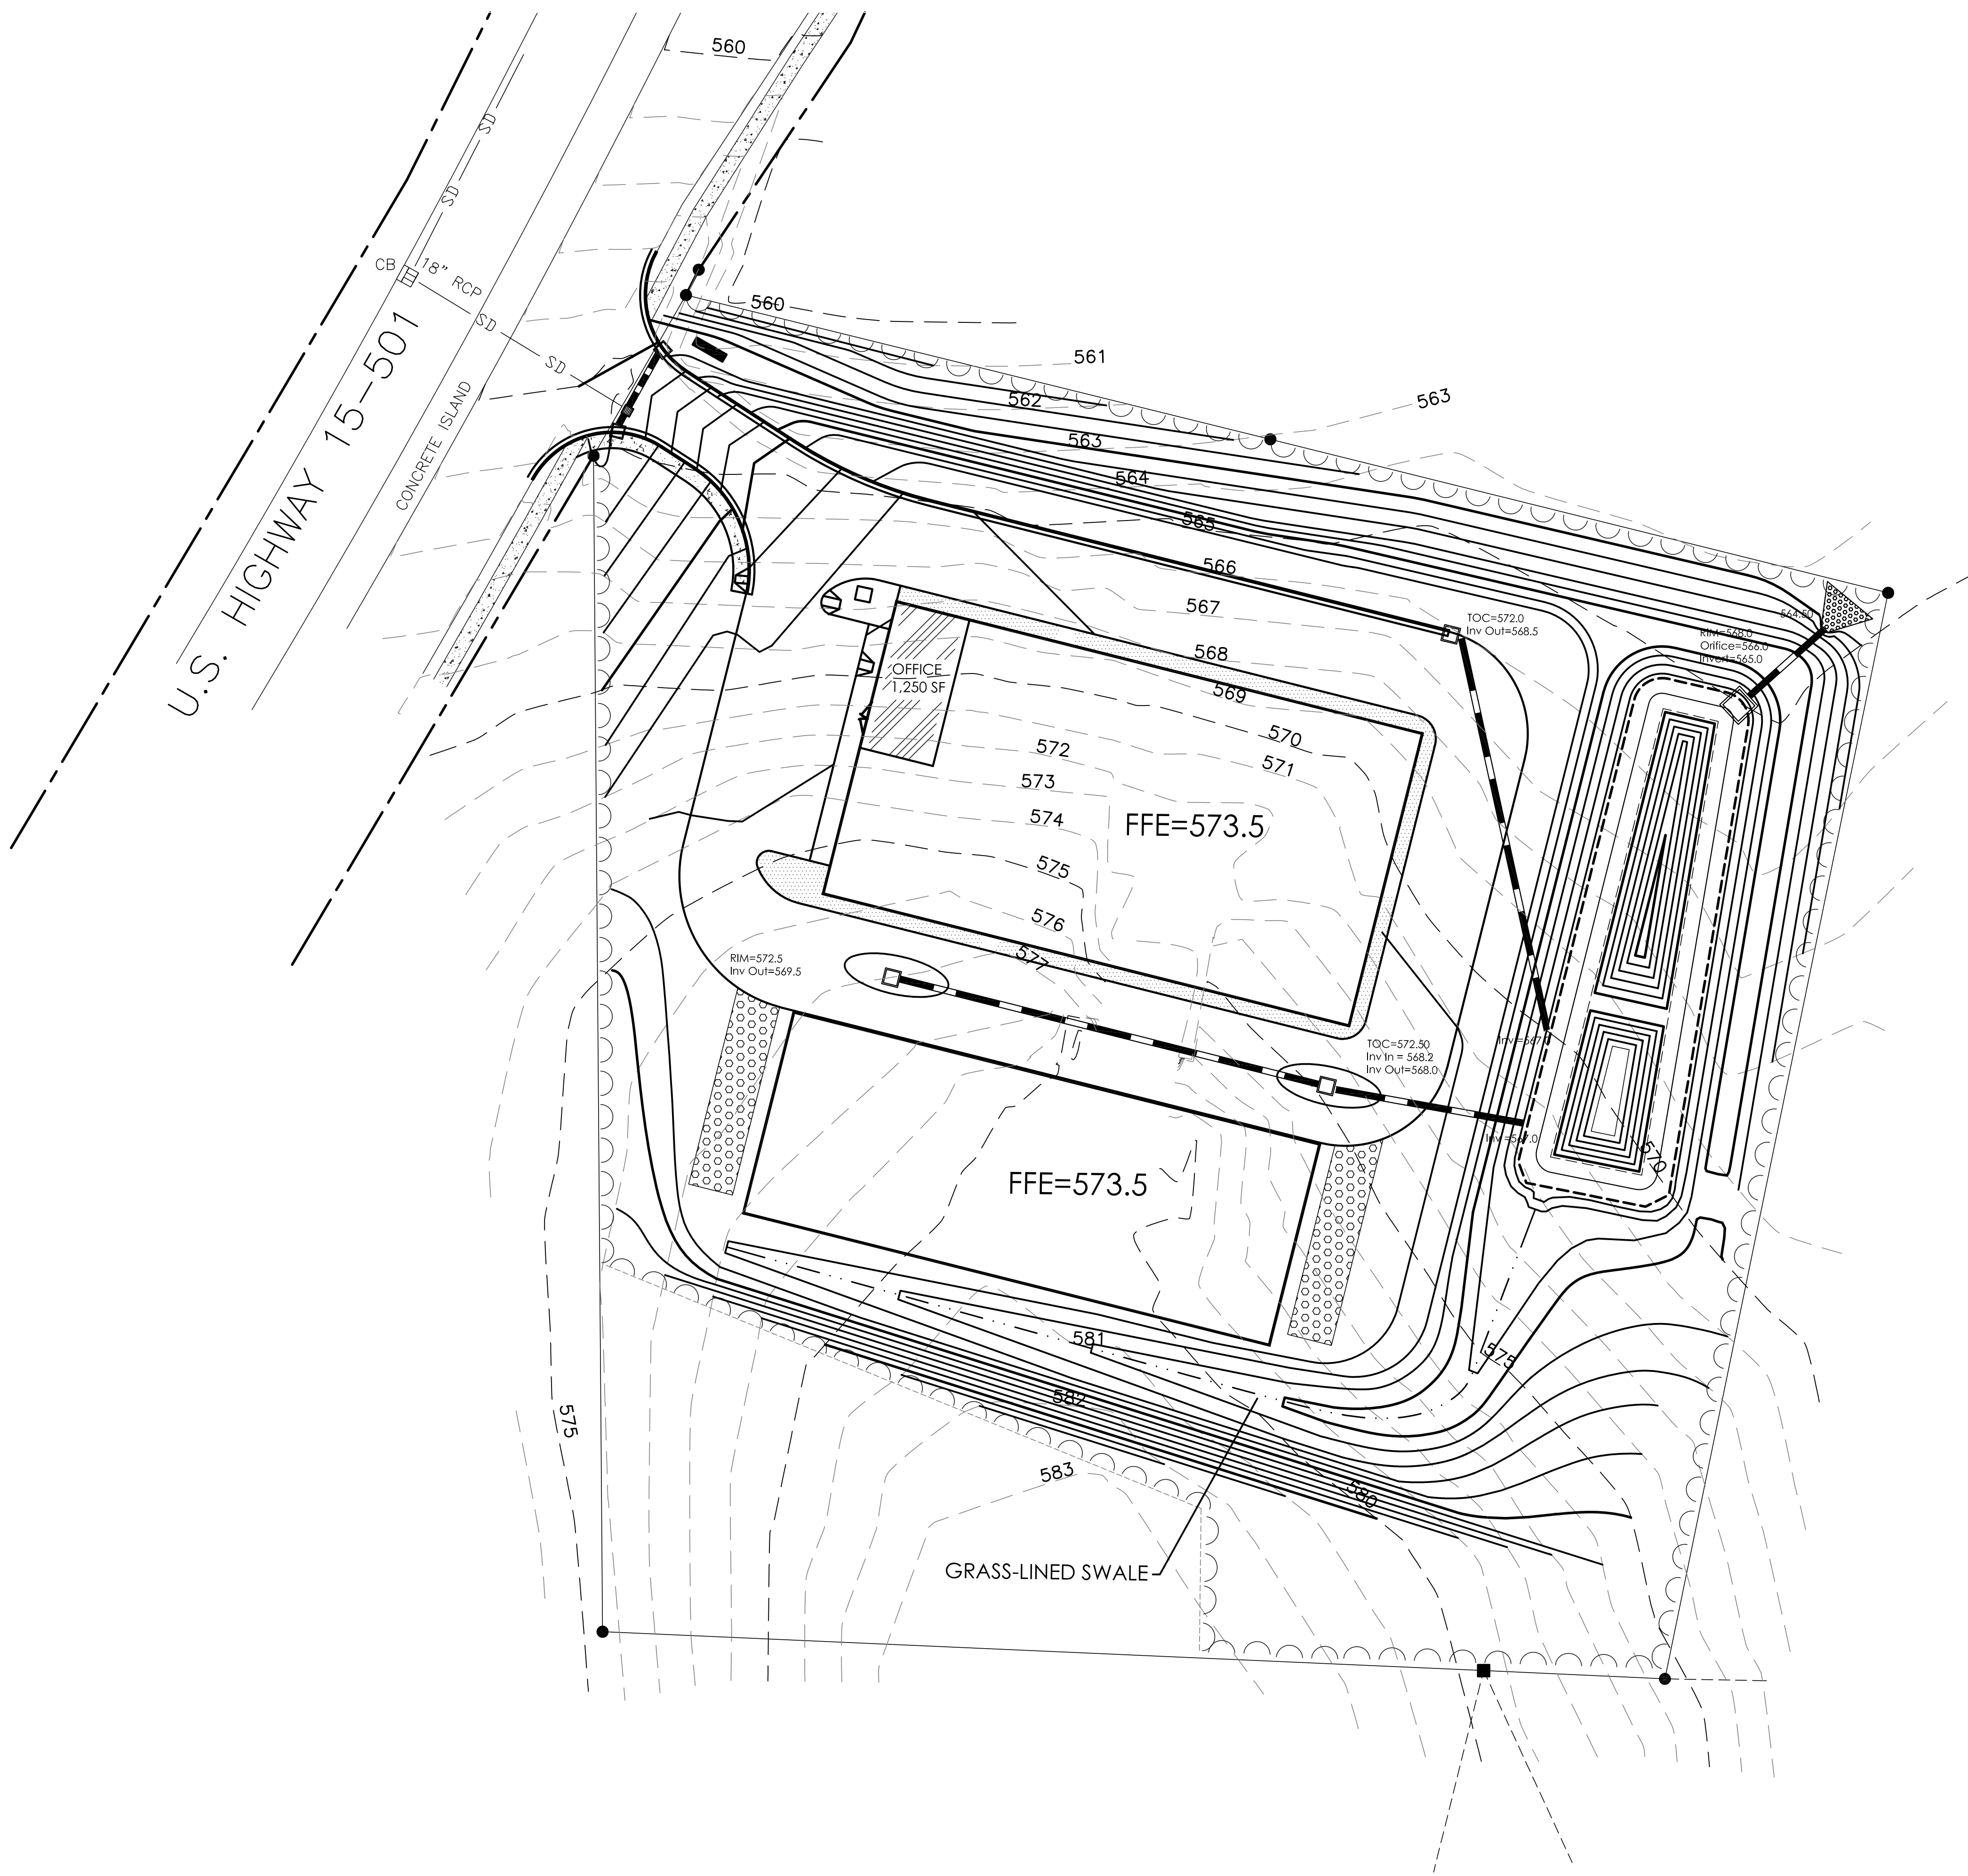 560
SD
SD
CB
18" RCP
SD
SD
U.S. HIGHWAY 15-501
CONCRETE ISLAND
560
561
562
563
563
564
565
566
567
568
569
570
571
572
573
574
575
576
577
TOC=572.0
Inv Out=568.5
564.50
RIM=568.0
Orifice=566.0
Invert=565.0
OFFICE
1,250 SF
FFE=573.5
RIM=572.5
Inv Out=569.5
TOC=572.50
Inv In = 568.2
Inv Out=568.0
Inv =567.0
570
FFE=573.5
581
575
582
575
583
580
GRASS-LINED SWALE